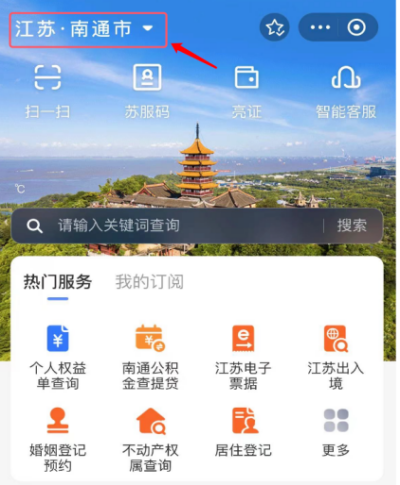 江苏·南通市
扫一扫 苏服码 亮证 智能客服
℃
请输入关键词查询 搜索
热门服务 我的订阅
个人权益 南通公积 江苏电子 江苏出入
单查询 金查提贷 票据 境
婚姻登记 不动产权 居住登记 更多
预约 属查询